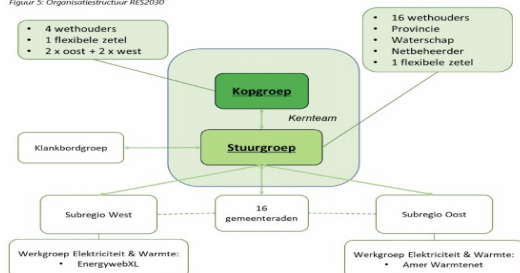 Figuur 5: Organisatiestructuur RES2030
• 4 wethouders
• 1 flexibele zetel
• 2 x oost + 2 x west
• 16 wethouders
• Provincie
• Waterschap
• Netbeheerder
• 1 flexibele zetel
Kopgroep
Kernteam
Klankbordgroep
Stuurgroep
Subregio West
16
gemeenteraden
Subregio Oost
Werkgroep Elektriciteit & Warmte:
• EnergywebXL
Werkgroep Elektriciteit & Warmte:
• Amer Warmtenet